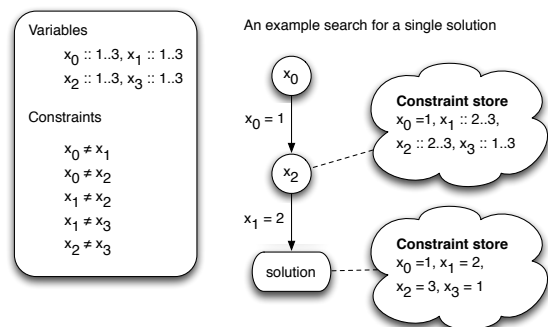 Variables
x₀ :: 1..3, x₁ :: 1..3
x₂ :: 1..3, x₃ :: 1..3
Constraints
x₀ ≠ x₁
x₀ ≠ x₂
x₁ ≠ x₂
x₁ ≠ x₃
x₂ ≠ x₃
An example search for a single solution
x₀
x₀ = 1
Constraint store
x₀ =1, x₁ :: 2..3,
x₂ :: 2..3, x₃ :: 1..3
x₂
x₁ = 2
solution
Constraint store
x₀ =1, x₁ = 2,
x₂ = 3, x₃ = 1